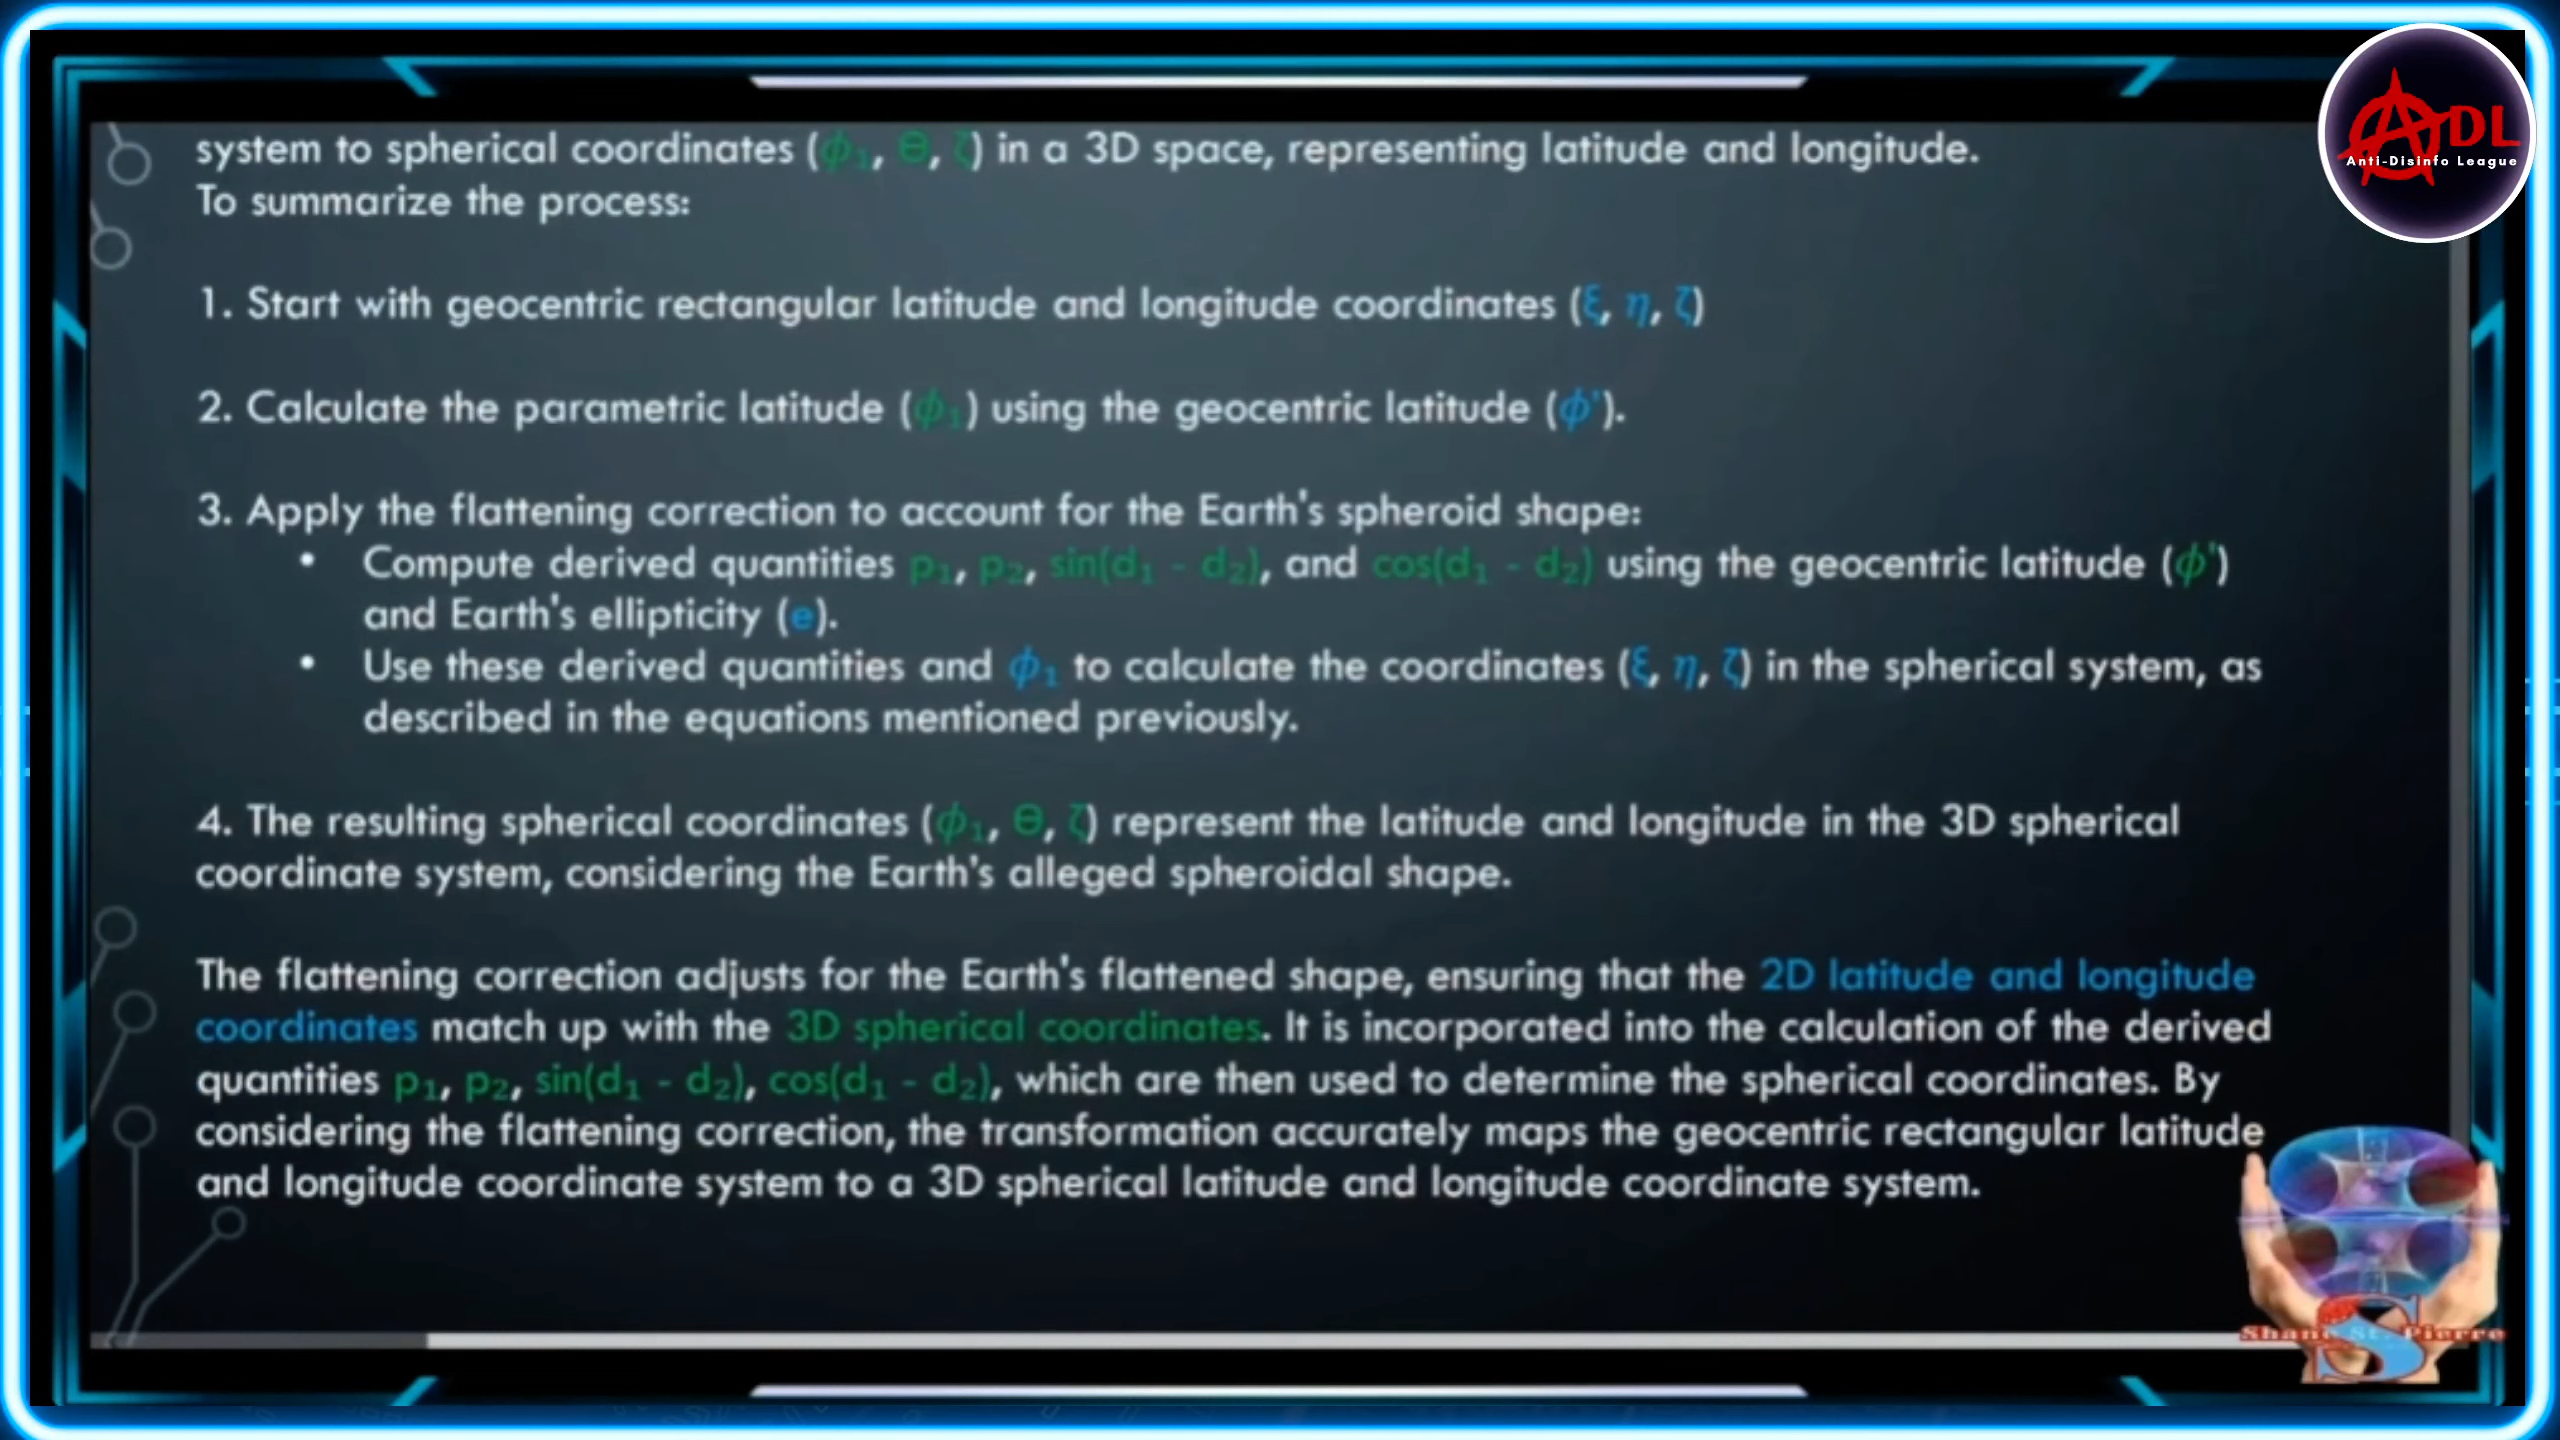 ADL
Anti-Disinfo League
system to spherical coordinates (ϕ₁, Θ, ζ) in a 3D space, representing latitude and longitude.
To summarize the process:
1. Start with geocentric rectangular latitude and longitude coordinates (ξ, η, ζ)
2. Calculate the parametric latitude (ϕ₁) using the geocentric latitude (ϕ').
3. Apply the flattening correction to account for the Earth's spheroid shape:
• Compute derived quantities p₁, p₂, sin(d₁ - d₂), and cos(d₁ - d₂) using the geocentric latitude (ϕ')
and Earth's ellipticity (e).
• Use these derived quantities and ϕ₁ to calculate the coordinates (ξ, η, ζ) in the spherical system, as
described in the equations mentioned previously.
4. The resulting spherical coordinates (ϕ₁, Θ, ζ) represent the latitude and longitude in the 3D spherical
coordinate system, considering the Earth's alleged spheroidal shape.
The flattening correction adjusts for the Earth's flattened shape, ensuring that the 2D latitude and longitude
coordinates match up with the 3D spherical coordinates. It is incorporated into the calculation of the derived
quantities p₁, p₂, sin(d₁ - d₂), cos(d₁ - d₂), which are then used to determine the spherical coordinates. By
considering the flattening correction, the transformation accurately maps the geocentric rectangular latitude
and longitude coordinate system to a 3D spherical latitude and longitude coordinate system.
Shane St. Pierre
S